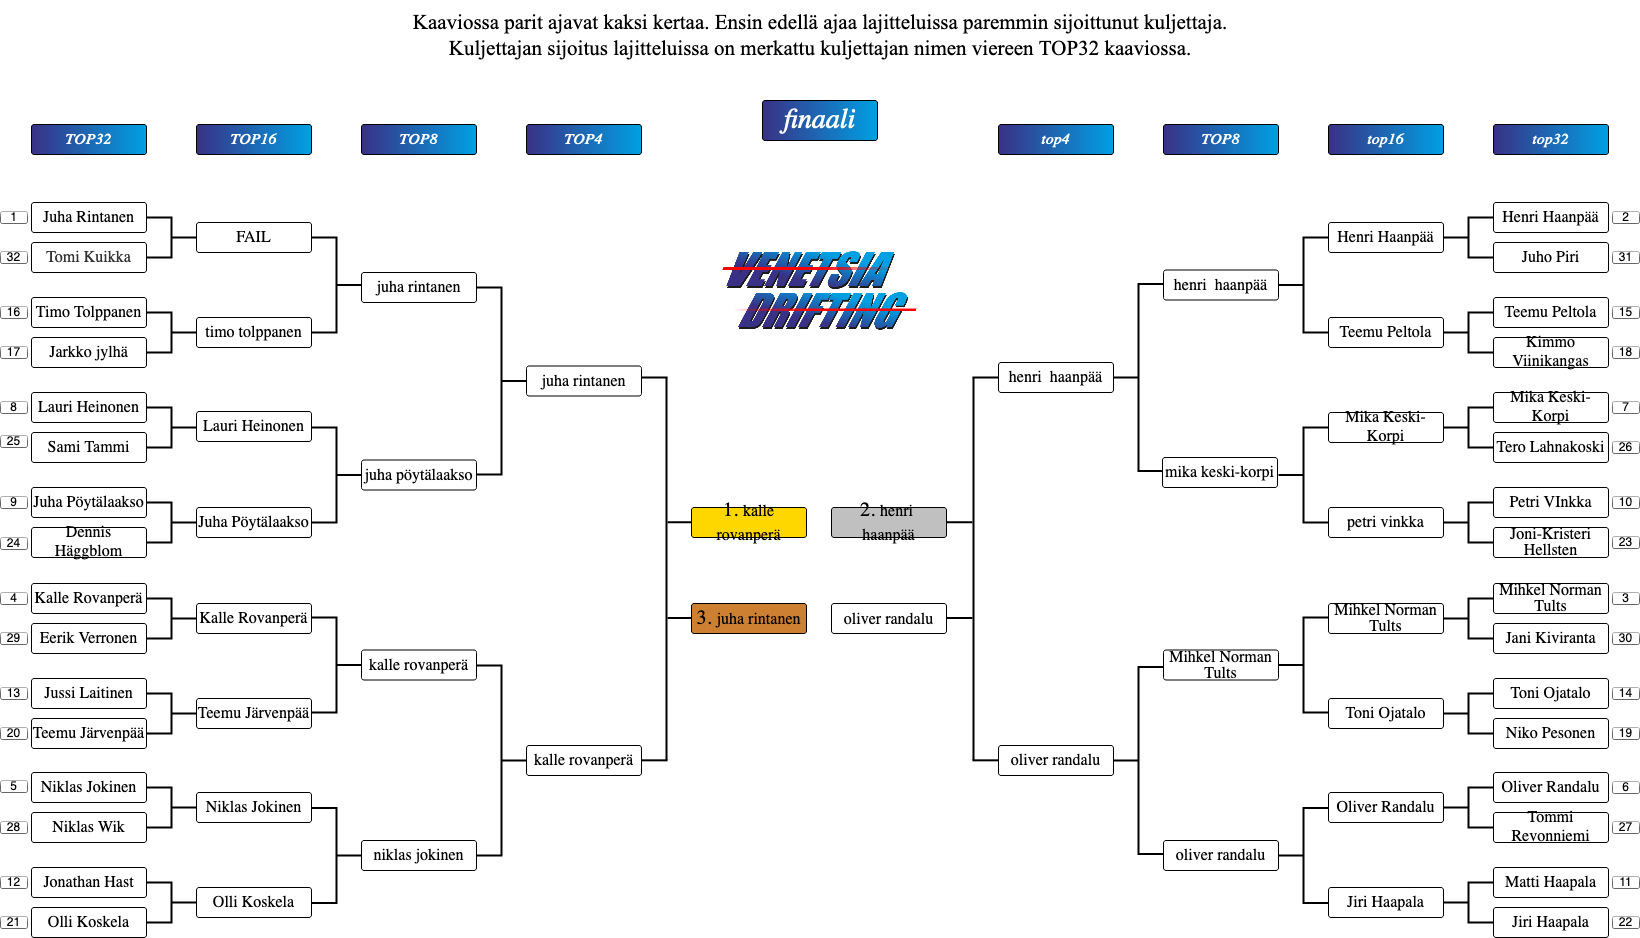 Kaaviossa parit ajavat kaksi kertaa. Ensin edellä ajaa lajitteluissa paremmin sijoittunut kuljettaja.
Kuljettajan sijoitus lajitteluissa on merkattu kuljettajan nimen viereen TOP32 kaaviossa.
finaali
TOP32
TOP16
TOP8
TOP4
top4
TOP8
top16
top32
1
Juha Rintanen
32
Tomi Kuikka
16
Timo Tolppanen
17
Jarkko jylhä
8
Lauri Heinonen
25
Sami Tammi
9
Juha Pöytälaakso
24
Dennis
Häggblom
4
Kalle Rovanperä
29
Eerik Verronen
13
Jussi Laitinen
20
Teemu Järvenpää
5
Niklas Jokinen
28
Niklas Wik
12
Jonathan Hast
21
Olli Koskela
FAIL
timo tolppanen
Lauri Heinonen
Juha Pöytälaakso
Kalle Rovanperä
Teemu Järvenpää
Niklas Jokinen
Olli Koskela
juha rintanen
juha pöytälaakso
kalle rovanperä
niklas jokinen
juha rintanen
kalle rovanperä
VENETSIA
DRIFTING
1. kalle
rovanperä
2. henri
haanpää
3. juha rintanen
oliver randalu
henri haanpää
oliver randalu
henri haanpää
mika keski-korpi
Mihkel Norman
Tults
oliver randalu
Henri Haanpää
Teemu Peltola
Mika Keski-
Korpi
petri vinkka
Mihkel Norman
Tults
Toni Ojatalo
Oliver Randalu
Jiri Haapala
Henri Haanpää
2
Juho Piri
31
Teemu Peltola
15
Kimmo
Viinikangas
18
Mika Keski-
Korpi
7
Tero Lahnakoski
26
Petri VInkka
10
Joni-Kristeri
Hellsten
23
Mihkel Norman
Tults
3
Jani Kiviranta
30
Toni Ojatalo
14
Niko Pesonen
19
Oliver Randalu
6
Tommi
Revonniemi
27
Matti Haapala
11
Jiri Haapala
22